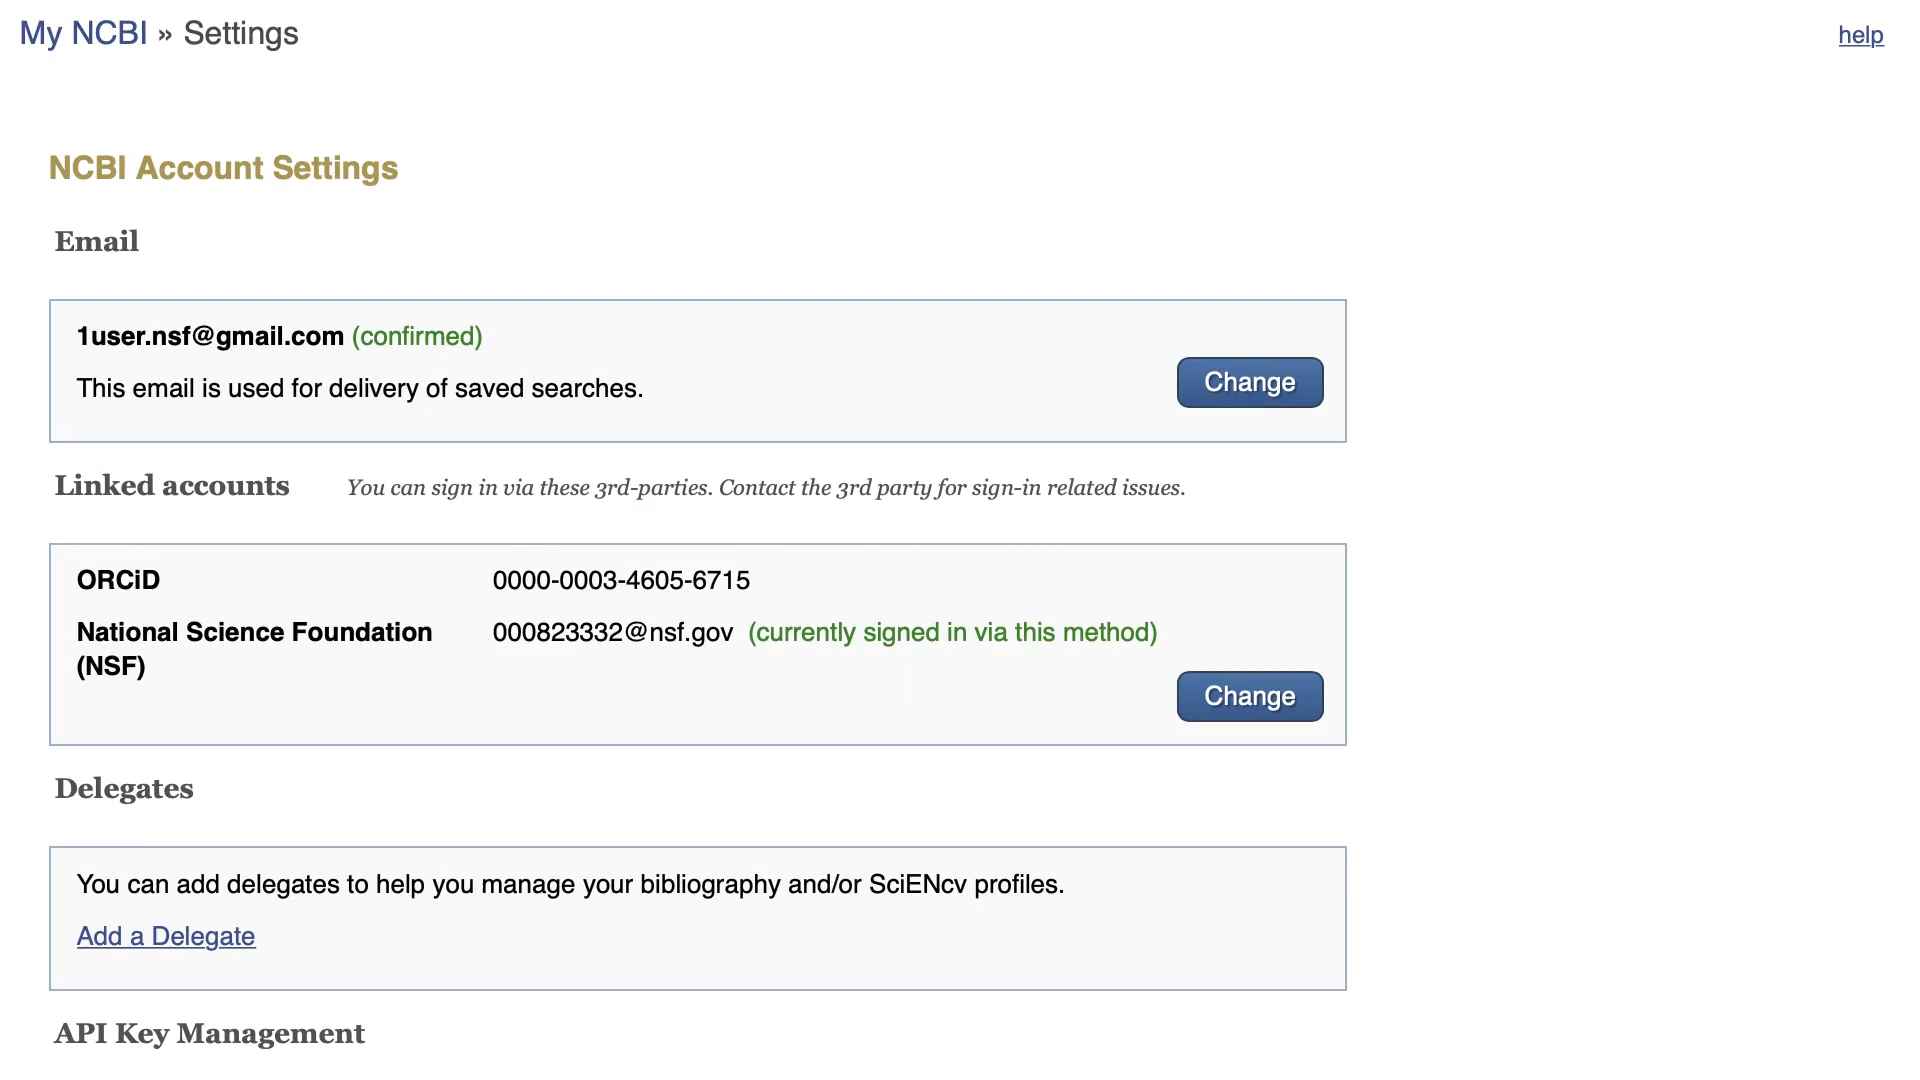 My NCBI » Settings
help
NCBI Account Settings
Email
1user.nsf@gmail.com (confirmed)
This email is used for delivery of saved searches.
Change
Linked accounts You can sign in via these 3rd-parties. Contact the 3rd party for sign-in related issues.
ORCiD 0000-0003-4605-6715
National Science Foundation 000823332@nsf.gov (currently signed in via this method)
(NSF)
Change
Delegates
You can add delegates to help you manage your bibliography and/or SciENcv profiles.
Add a Delegate
API Key Management